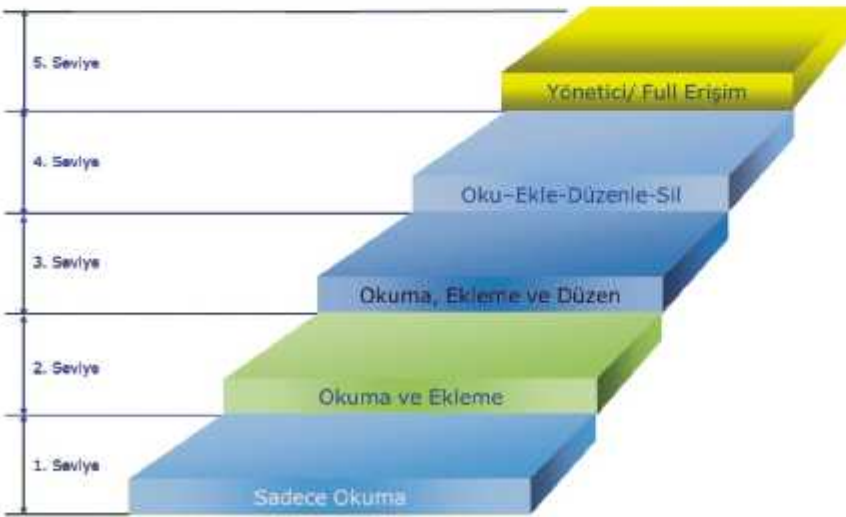 5. Seviye
Yönetici/ Full Erişim
4. Seviye
Oku–Ekle-Düzenle-Sil
3. Seviye
Okuma, Ekleme ve Düzen
2. Seviye
Okuma ve Ekleme
1. Seviye
Sadece Okuma